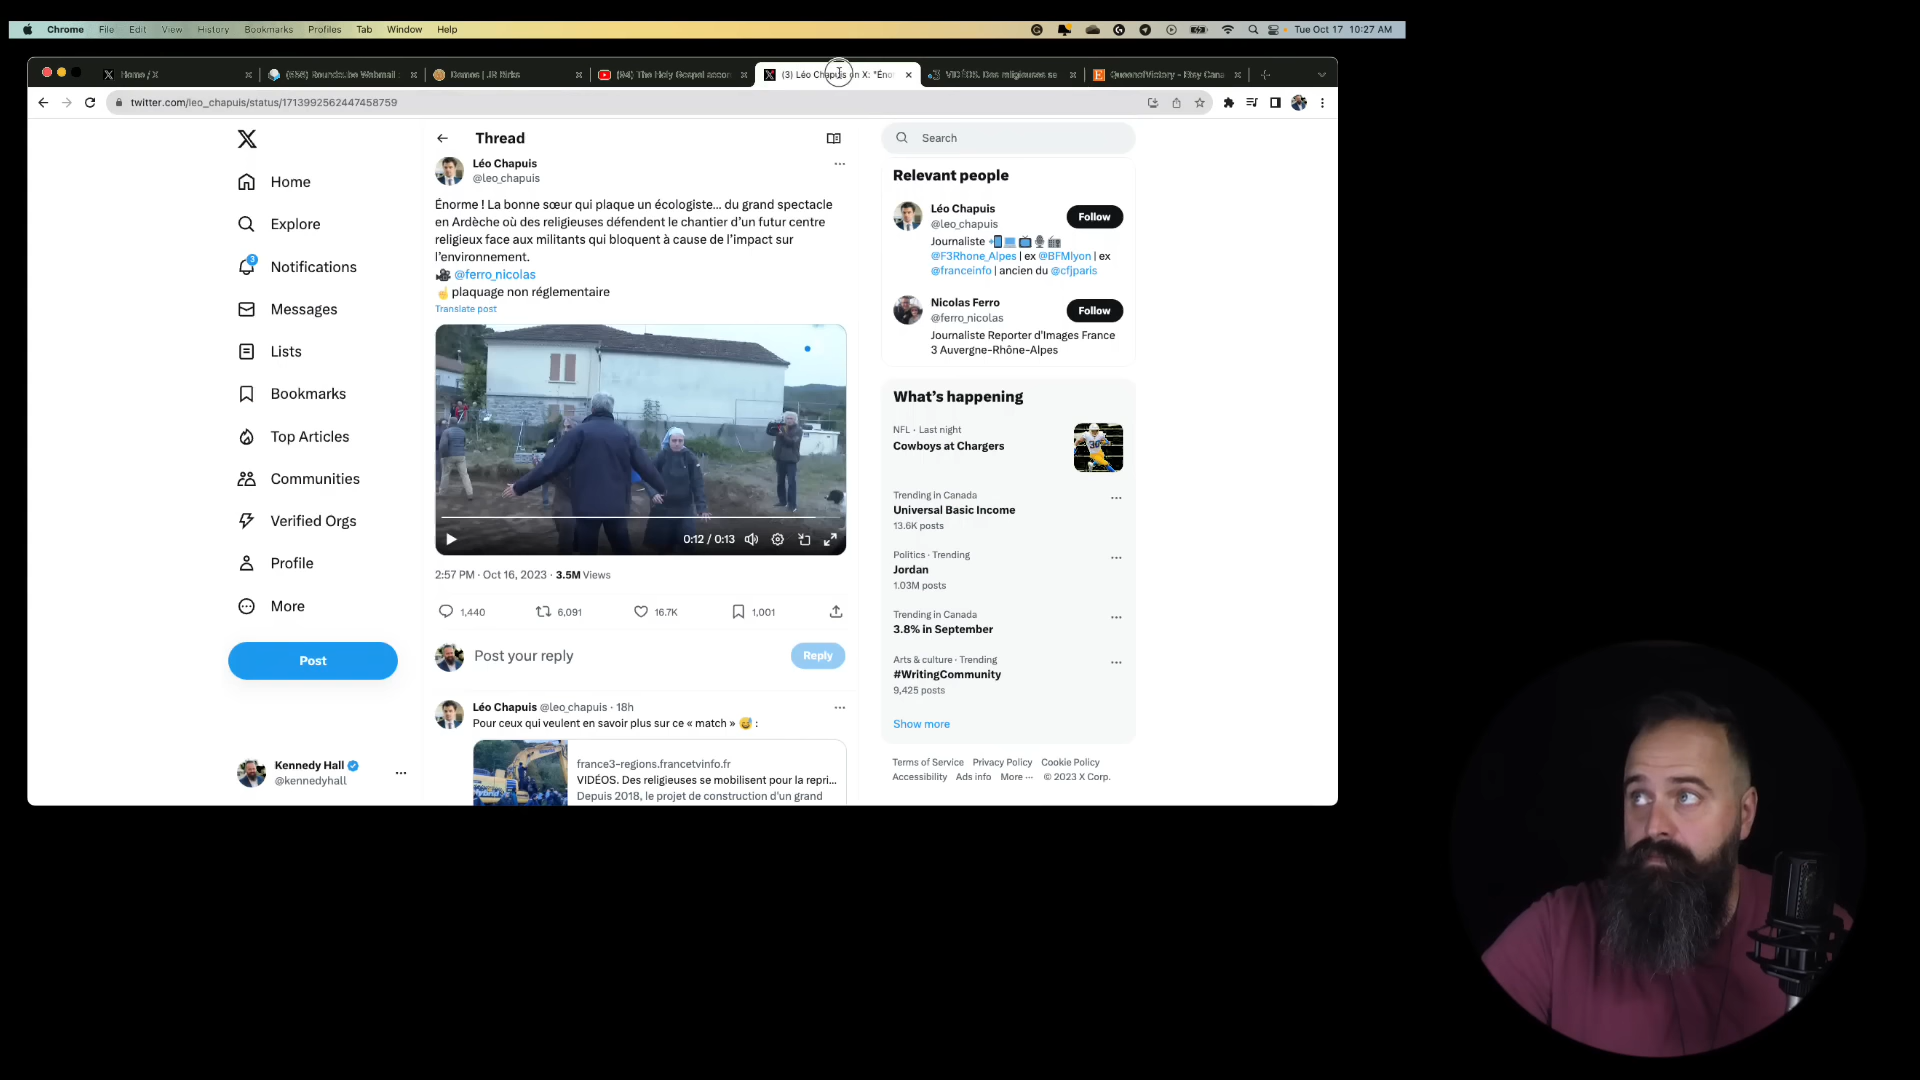 Chrome File Edit View History Bookmarks Profiles Tab Window Help
Tue Oct 17 10:27 AM
Home / X
(656) Roundcube Webmail
Demos | JR Ricks
(94) The Holy Gospel accor
(3) Léo Chapuis on X: "Éno
VIDÉOS. Des religieuses se
QueenofVictory - Etsy Cana
twitter.com/leo_chapuis/status/1713992562447458759
Home
Explore
Notifications
3
Messages
Lists
Bookmarks
Top Articles
Communities
Verified Orgs
Profile
More
Post
Kennedy Hall
@kennedyhall
Thread
Léo Chapuis
@leo_chapuis
Énorme ! La bonne sœur qui plaque un écologiste... du grand spectacle
en Ardèche où des religieuses défendent le chantier d'un futur centre
religieux face aux militants qui bloquent à cause de l'impact sur
l'environnement.
@ferro_nicolas
plaquage non réglementaire
Translate post
0:12 / 0:13
2:57 PM · Oct 16, 2023 · 3.5M Views
1,440 6,091 16.7K 1,001
Post your reply
Reply
Léo Chapuis @leo_chapuis · 18h
Pour ceux qui veulent en savoir plus sur ce « match » 😅 :
france3-regions.francetvinfo.fr
VIDÉOS. Des religieuses se mobilisent pour la repri...
Depuis 2018, le projet de construction d'un grand
Search
Relevant people
Léo Chapuis
@leo_chapuis
Follow
Journaliste
@F3Rhone_Alpes | ex @BFMlyon | ex
@franceinfo | ancien du @cfjparis
Nicolas Ferro
@ferro_nicolas
Follow
Journaliste Reporter d'Images France
3 Auvergne-Rhône-Alpes
What's happening
NFL · Last night
Cowboys at Chargers
Trending in Canada
Universal Basic Income
13.6K posts
Politics · Trending
Jordan
1.03M posts
Trending in Canada
3.8% in September
Arts & culture · Trending
#WritingCommunity
9,425 posts
Show more
Terms of Service Privacy Policy Cookie Policy
Accessibility Ads info More ... © 2023 X Corp.